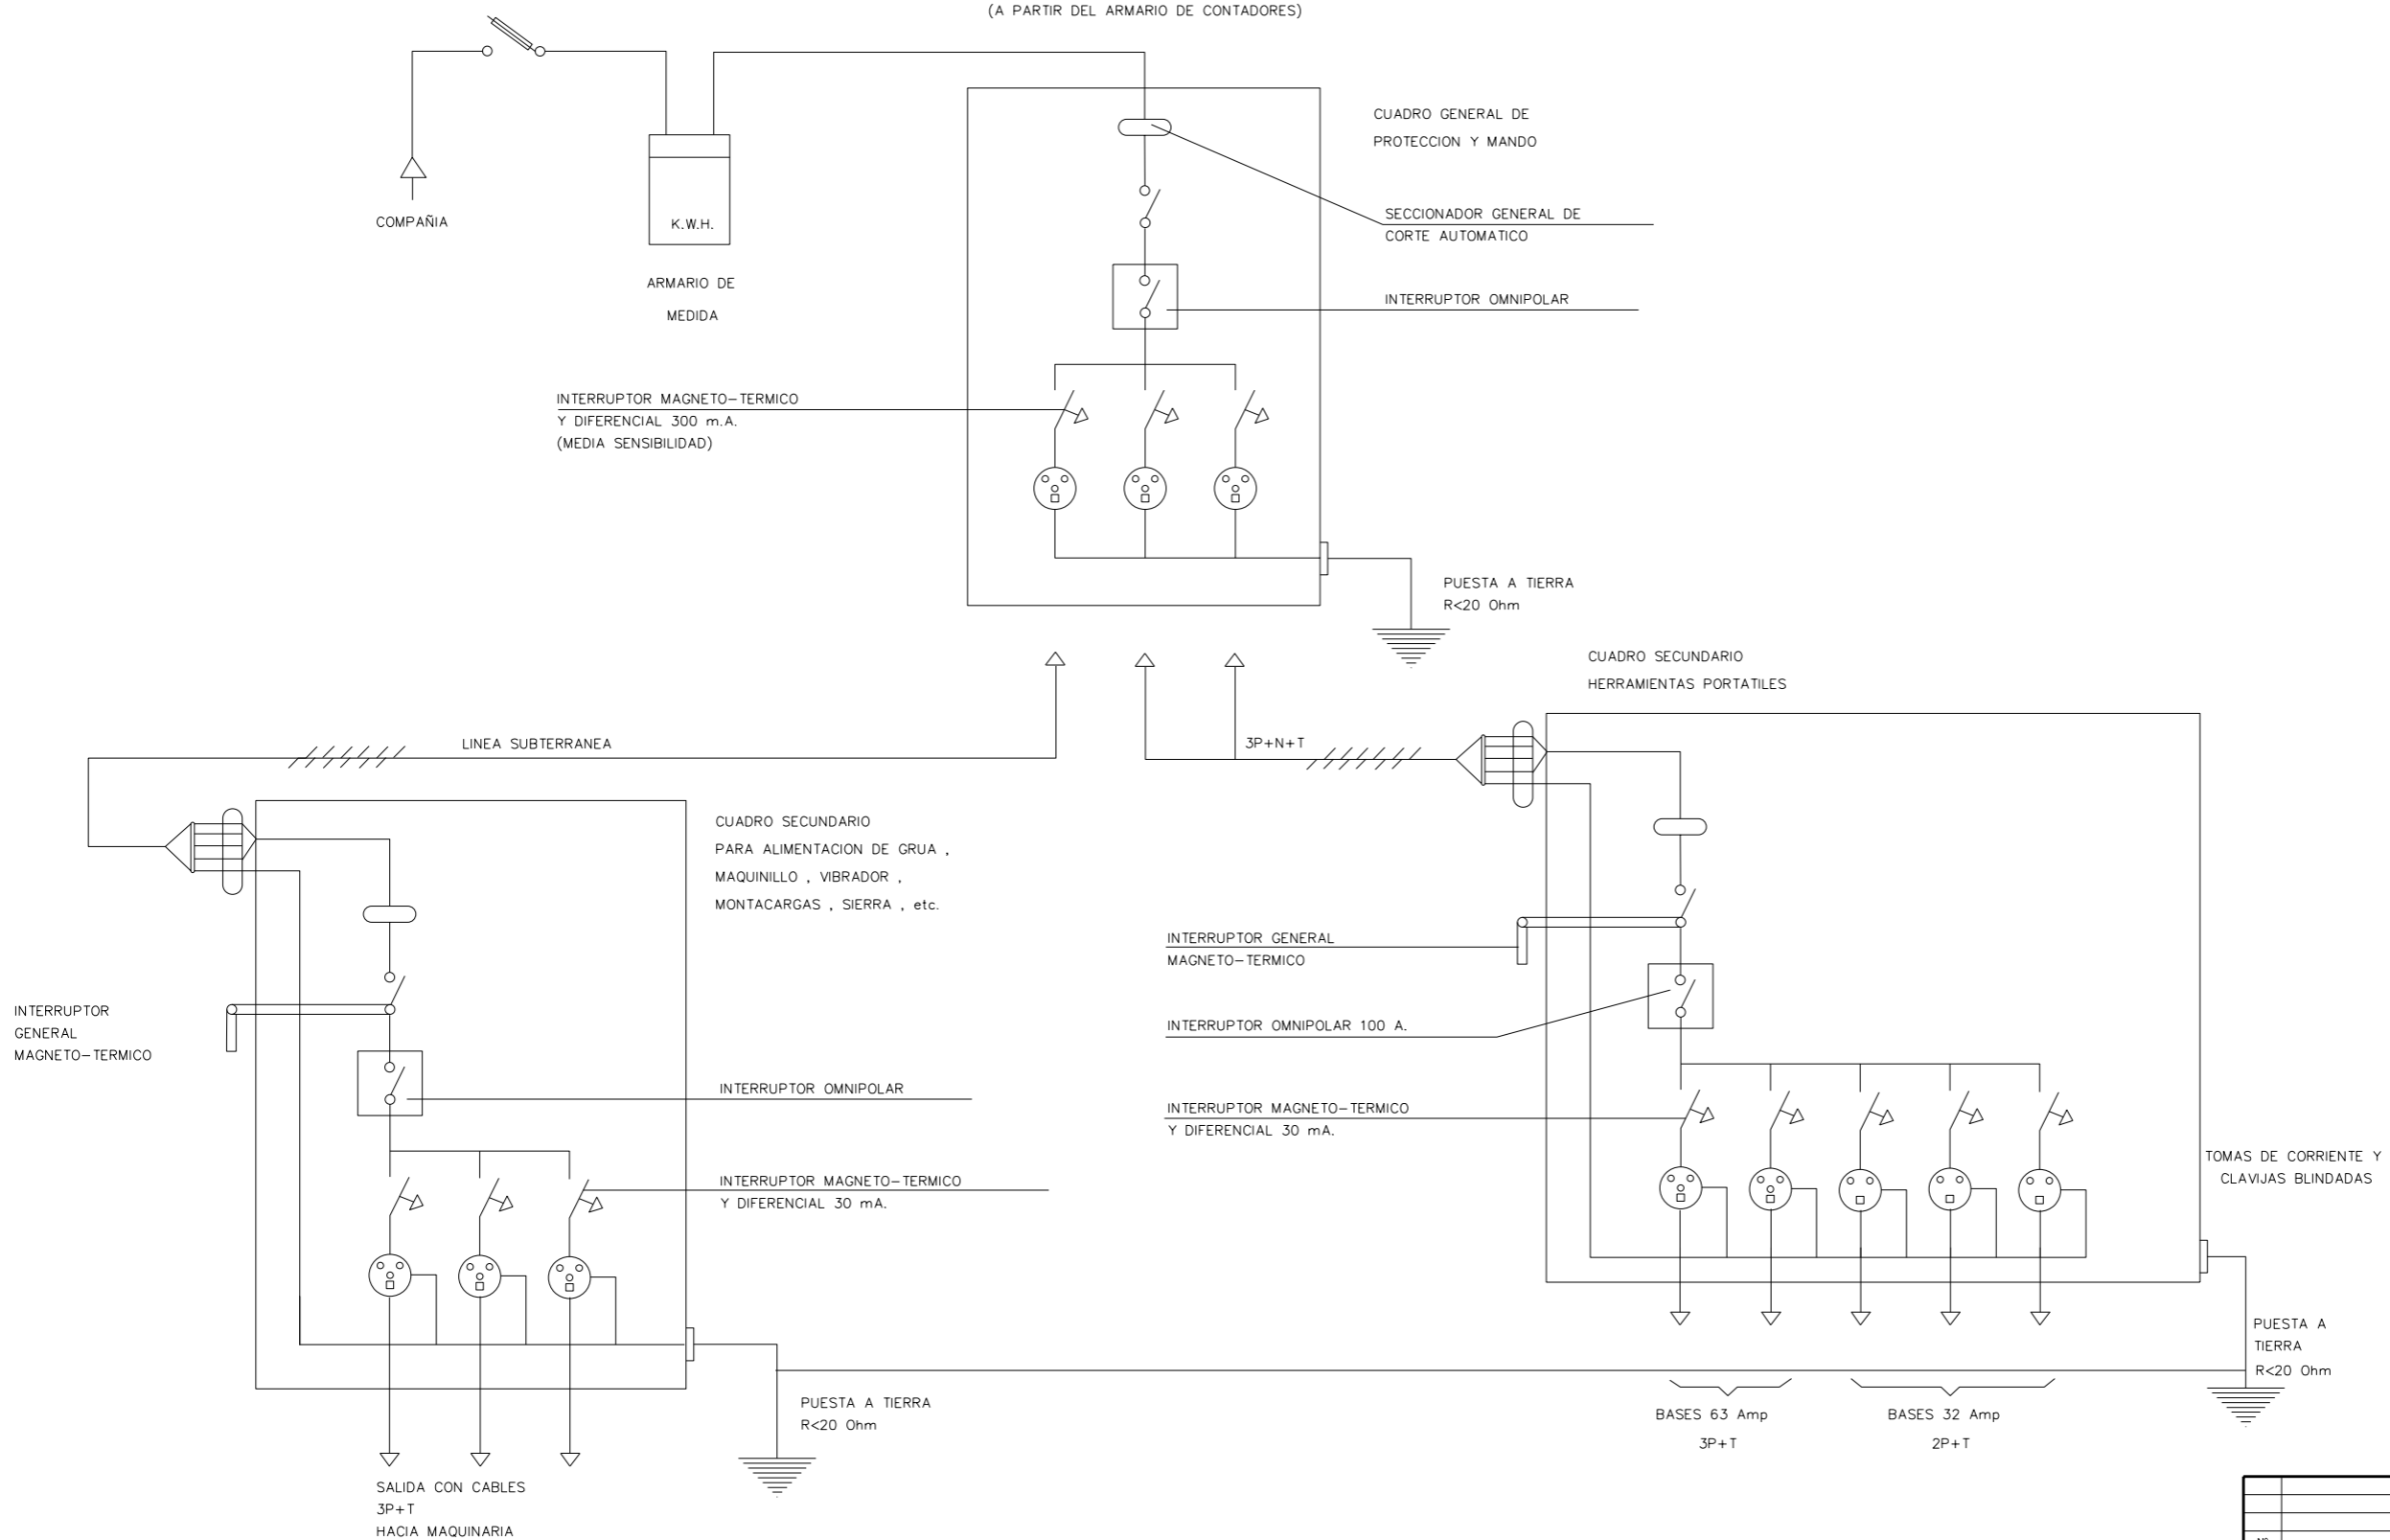 (A PARTIR DEL ARMARIO DE CONTADORES)
COMPAÑIA
K.W.H.
ARMARIO DE
MEDIDA
CUADRO GENERAL DE
PROTECCION Y MANDO
SECCIONADOR GENERAL DE
CORTE AUTOMATICO
INTERRUPTOR OMNIPOLAR
INTERRUPTOR MAGNETO-TERMICO
Y DIFERENCIAL 300 m.A.
(MEDIA SENSIBILIDAD)
PUESTA A TIERRA
R<20 Ohm
CUADRO SECUNDARIO
HERRAMIENTAS PORTATILES
LINEA SUBTERRANEA
3P+N+T
CUADRO SECUNDARIO
PARA ALIMENTACION DE GRUA ,
MAQUINILLO , VIBRADOR ,
MONTACARGAS , SIERRA , etc.
INTERRUPTOR GENERAL
MAGNETO-TERMICO
INTERRUPTOR
GENERAL
MAGNETO-TERMICO
INTERRUPTOR OMNIPOLAR 100 A.
INTERRUPTOR OMNIPOLAR
INTERRUPTOR MAGNETO-TERMICO
Y DIFERENCIAL 30 mA.
INTERRUPTOR MAGNETO-TERMICO
Y DIFERENCIAL 30 mA.
TOMAS DE CORRIENTE Y
CLAVIJAS BLINDADAS
PUESTA A
TIERRA
R<20 Ohm
PUESTA A TIERRA
R<20 Ohm
BASES 63 Amp
3P+T
BASES 32 Amp
2P+T
SALIDA CON CABLES
3P+T
HACIA MAQUINARIA